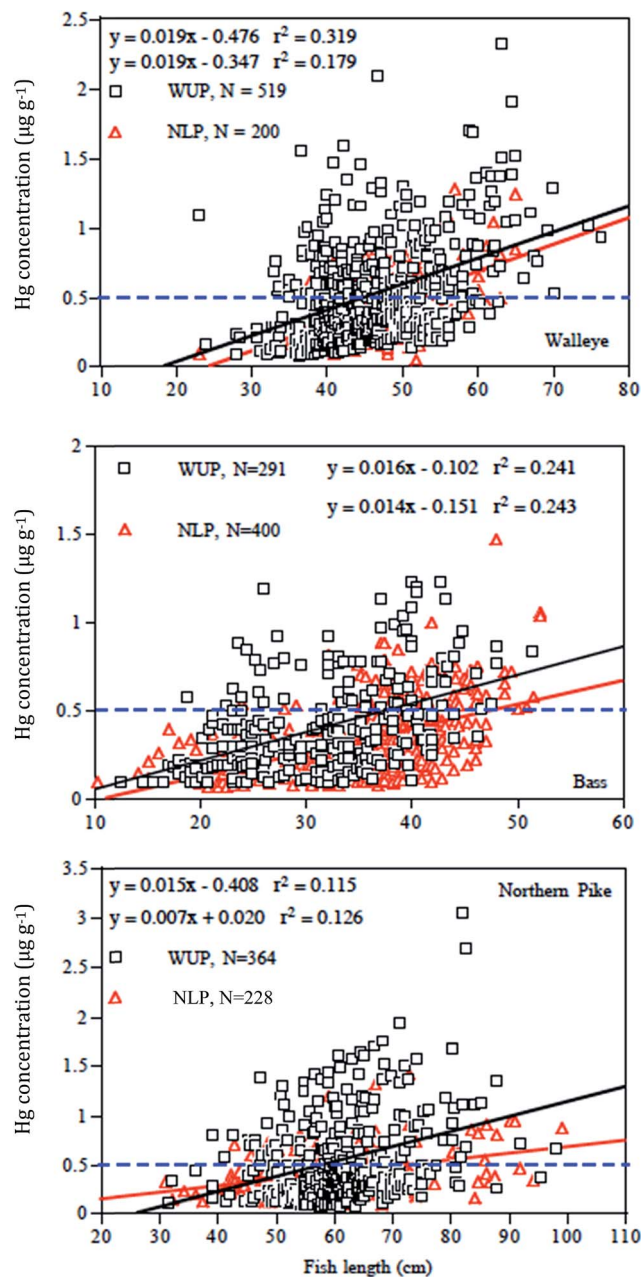 y = 0.019x - 0.476 r² = 0.319
y = 0.019x - 0.347 r² = 0.179
WUP, N = 519
NLP, N = 200
Hg concentration (µg g⁻¹)
2.5
2
1.5
1
0.5
0
Walleye
10 20 30 40 50 60 70 80
WUP, N=291 y = 0.016x - 0.102 r² = 0.241
y = 0.014x - 0.151 r² = 0.243
NLP, N=400
Hg concentration (µg g⁻¹)
2
1.5
1
0.5
0
Bass
10 20 30 40 50 60
y = 0.015x - 0.408 r² = 0.115 Northern Pike
y = 0.007x + 0.020 r² = 0.126
WUP, N=364
NLP, N=228
Hg concentration (µg g⁻¹)
3.5
3
2.5
2
1.5
1
0.5
0
20 30 40 50 60 70 80 90 100 110
Fish length (cm)